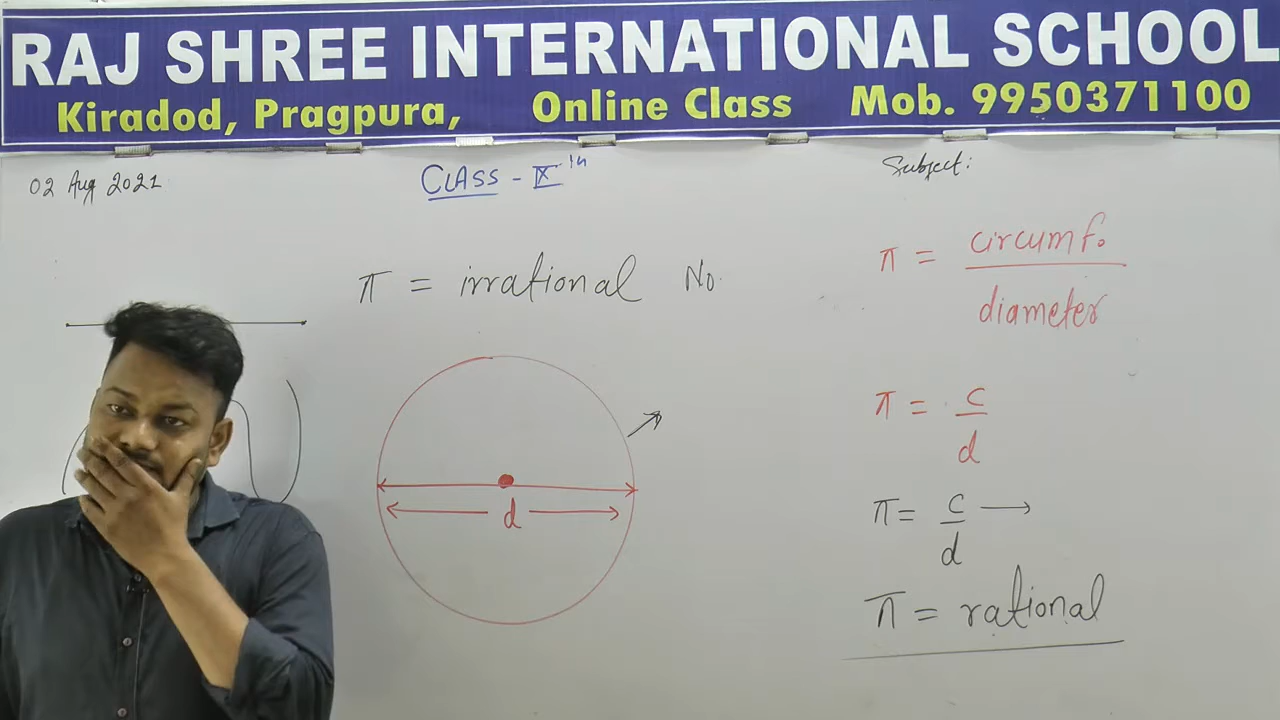 RAJ SHREE INTERNATIONAL SCHOOL
Kiradod, Pragpura, Online Class Mob. 9950371100
02 Aug 2021
CLASS - X th
Subject:
π = irrational No.
π = circumf. / diameter
d
π = c / d
π = c / d →
π = rational